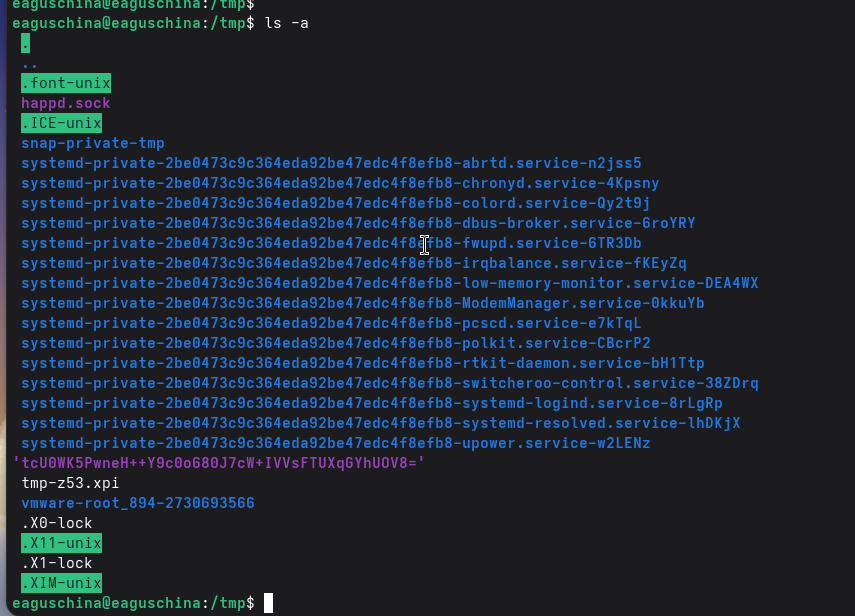 eaguschina@eaguschina:/tmp$
eaguschina@eaguschina:/tmp$ ls -a
.
..
.font-unix
happd.sock
.ICE-unix
snap-private-tmp
systemd-private-2be0473c9c364eda92be47edc4f8efb8-abrtd.service-n2jss5
systemd-private-2be0473c9c364eda92be47edc4f8efb8-chronyd.service-4Kpsny
systemd-private-2be0473c9c364eda92be47edc4f8efb8-colord.service-Qy2t9j
systemd-private-2be0473c9c364eda92be47edc4f8efb8-dbus-broker.service-6roYRY
systemd-private-2be0473c9c364eda92be47edc4f8efb8-fwupd.service-6TR3Db
systemd-private-2be0473c9c364eda92be47edc4f8efb8-irqbalance.service-fKEyZq
systemd-private-2be0473c9c364eda92be47edc4f8efb8-low-memory-monitor.service-DEA4WX
systemd-private-2be0473c9c364eda92be47edc4f8efb8-ModemManager.service-0kkuYb
systemd-private-2be0473c9c364eda92be47edc4f8efb8-pcscd.service-e7kTqL
systemd-private-2be0473c9c364eda92be47edc4f8efb8-polkit.service-CBcrP2
systemd-private-2be0473c9c364eda92be47edc4f8efb8-rtkit-daemon.service-bH1Ttp
systemd-private-2be0473c9c364eda92be47edc4f8efb8-switcheroo-control.service-38ZDrq
systemd-private-2be0473c9c364eda92be47edc4f8efb8-systemd-logind.service-8rLgRp
systemd-private-2be0473c9c364eda92be47edc4f8efb8-systemd-resolved.service-lhDKjX
systemd-private-2be0473c9c364eda92be47edc4f8efb8-upower.service-w2LENz
'tcU0WK5PwneH++Y9c0o680J7cW+IVVsFTUXqGYhUOV8='
tmp-z53.xpi
vmware-root_894-2730693566
.X0-lock
.X11-unix
.X1-lock
.XIM-unix
eaguschina@eaguschina:/tmp$